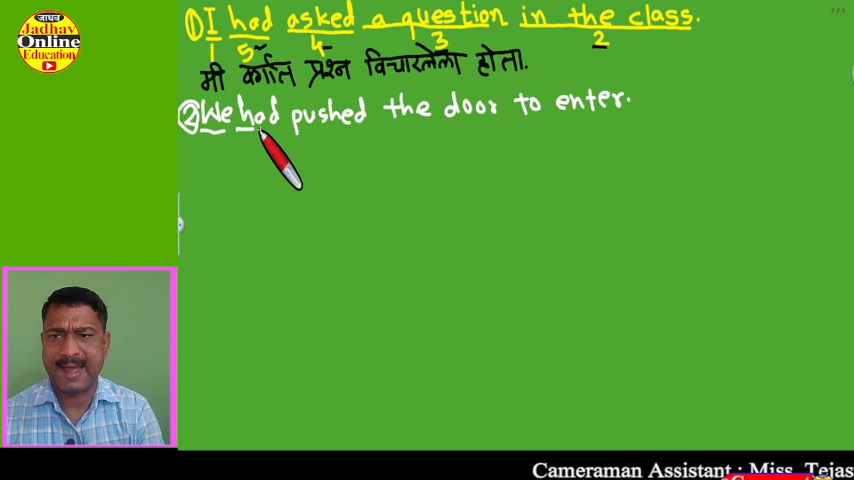 जाधव
Jadhav
Online
Education
① I had asked a question in the class.
1 5 4 3 2
मी वर्गात प्रश्न विचारलेला होता.
② We had pushed the door to enter.
Cameraman Assistant : Miss. Tejas